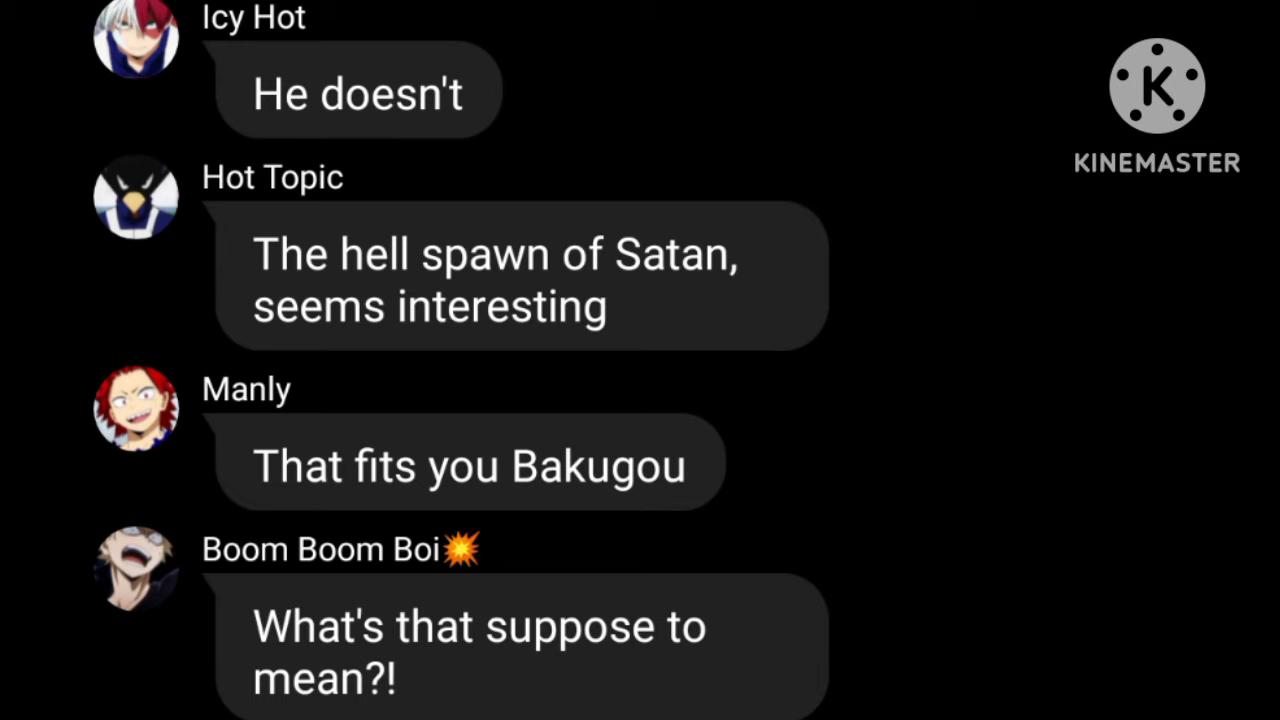 Icy Hot
He doesn't
KINEMASTER
Hot Topic
The hell spawn of Satan,
seems interesting
Manly
That fits you Bakugou
Boom Boom Boi💥
What's that suppose to
mean?!